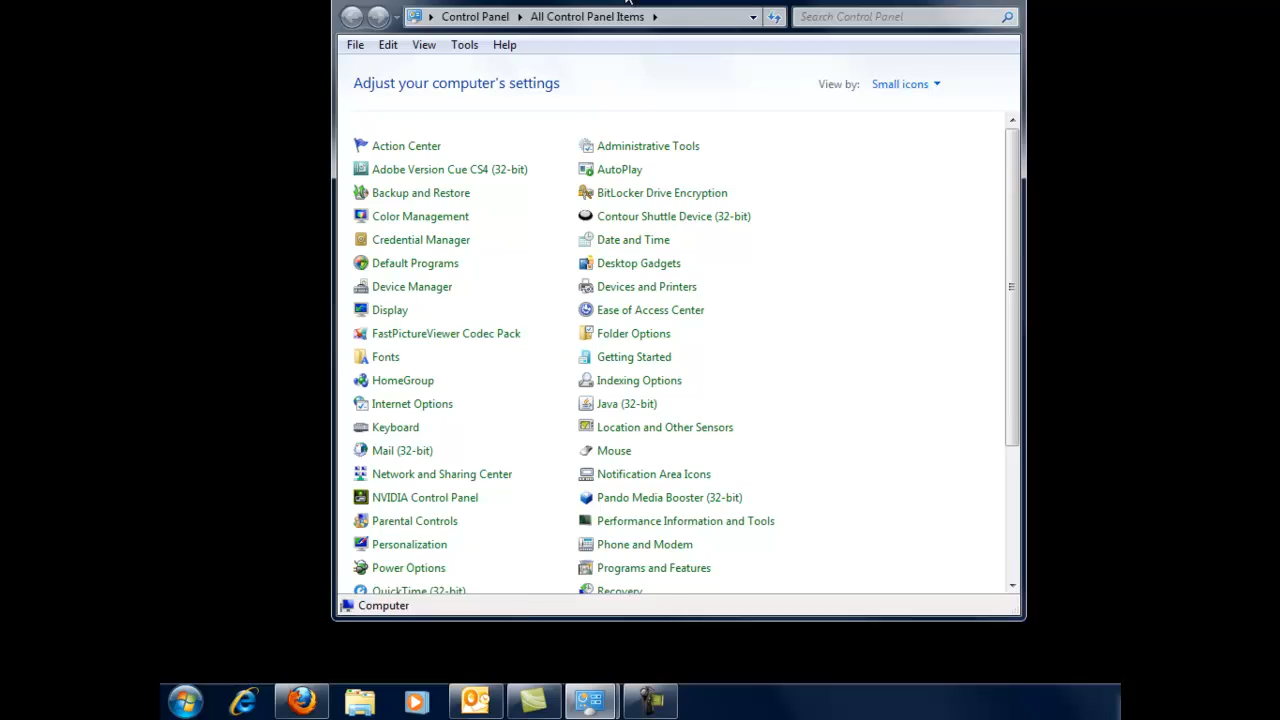 Control Panel All Control Panel Items Search Control Panel
File Edit View Tools Help
Adjust your computer's settings View by: Small icons
Action Center Administrative Tools
Adobe Version Cue CS4 (32-bit) AutoPlay
Backup and Restore BitLocker Drive Encryption
Color Management Contour Shuttle Device (32-bit)
Credential Manager Date and Time
Default Programs Desktop Gadgets
Device Manager Devices and Printers
Display Ease of Access Center
FastPictureViewer Codec Pack Folder Options
Fonts Getting Started
HomeGroup Indexing Options
Internet Options Java (32-bit)
Keyboard Location and Other Sensors
Mail (32-bit) Mouse
Network and Sharing Center Notification Area Icons
NVIDIA Control Panel Pando Media Booster (32-bit)
Parental Controls Performance Information and Tools
Personalization Phone and Modem
Power Options Programs and Features
QuickTime (32-bit) Recovery
Computer